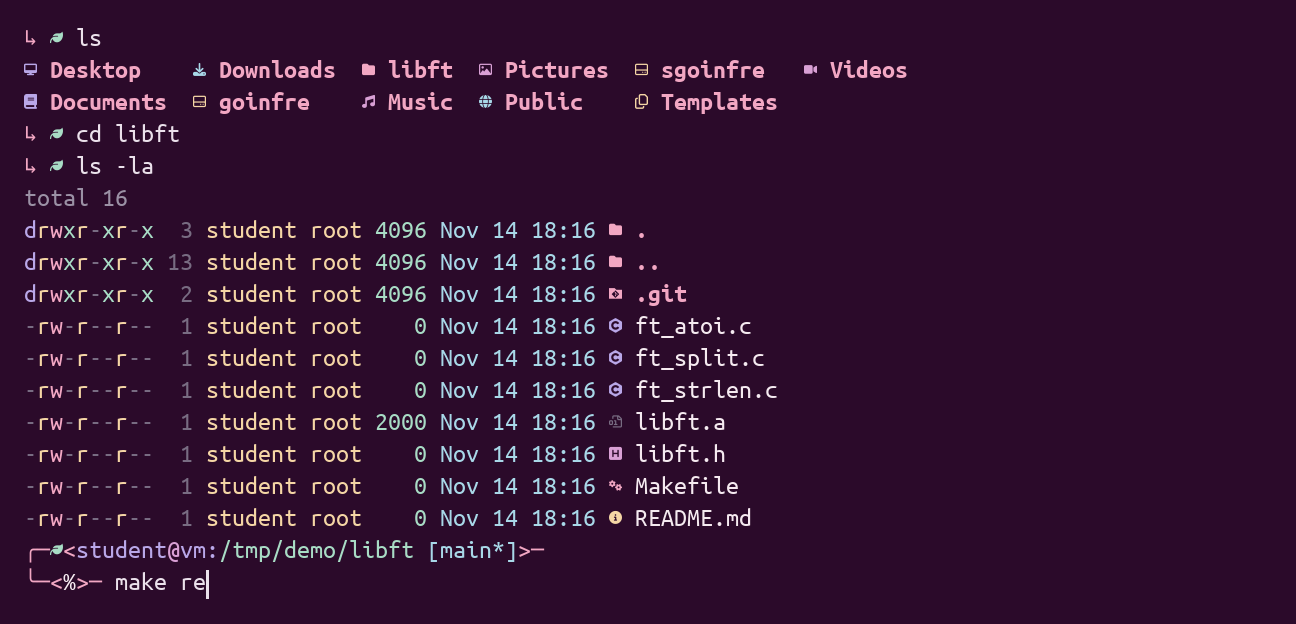 ↳ ls
Desktop Downloads libft Pictures sgoinfre Videos
Documents goinfre Music Public Templates
↳ cd libft
↳ ls -la
total 16
drwxr-xr-x  3 student root 4096 Nov 14 18:16 .
drwxr-xr-x 13 student root 4096 Nov 14 18:16 ..
drwxr-xr-x  2 student root 4096 Nov 14 18:16 .git
-rw-r--r--  1 student root    0 Nov 14 18:16 ft_atoi.c
-rw-r--r--  1 student root    0 Nov 14 18:16 ft_split.c
-rw-r--r--  1 student root    0 Nov 14 18:16 ft_strlen.c
-rw-r--r--  1 student root 2000 Nov 14 18:16 libft.a
-rw-r--r--  1 student root    0 Nov 14 18:16 libft.h
-rw-r--r--  1 student root    0 Nov 14 18:16 Makefile
-rw-r--r--  1 student root    0 Nov 14 18:16 README.md
╭─<student@vm:/tmp/demo/libft [main*]>─
╰─<%>─ make re